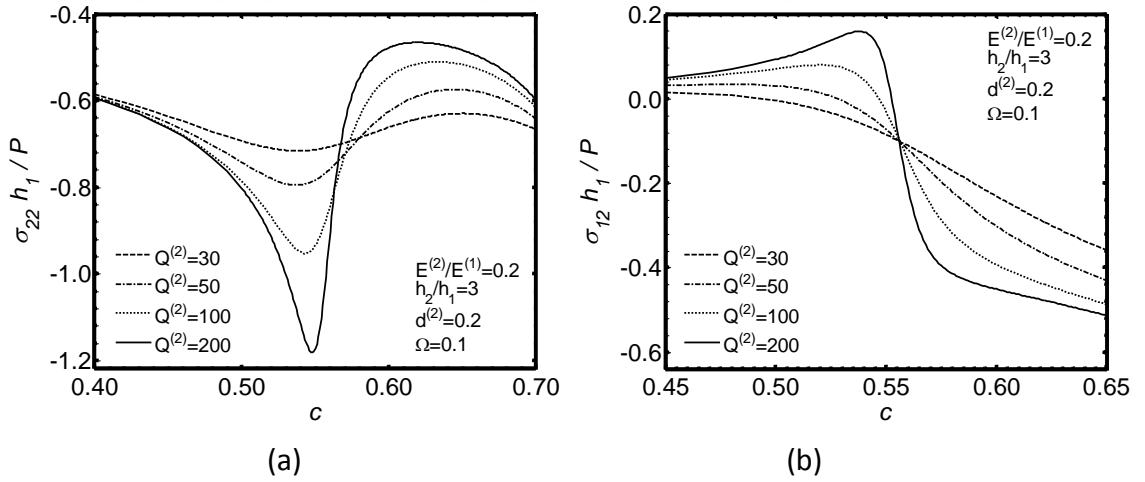 -0.4
-0.6
-0.8
-1.0
-1.2
σ22 h1 / P
Q(2)=30
Q(2)=50
Q(2)=100
Q(2)=200
E(2)/E(1)=0.2
h2/h1=3
d(2)=0.2
Ω=0.1
0.40 0.50 0.60 0.70
c
(a)
0.2
0.0
-0.2
-0.4
-0.6
σ12 h1 / P
E(2)/E(1)=0.2
h2/h1=3
d(2)=0.2
Ω=0.1
Q(2)=30
Q(2)=50
Q(2)=100
Q(2)=200
0.45 0.50 0.55 0.60 0.65
c
(b)